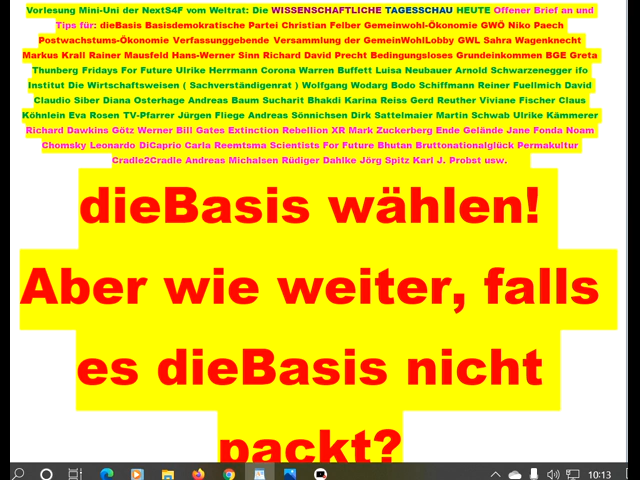 Vorlesung Mini-Uni der NextS4F vom Weltrat: Die WISSENSCHAFTLICHE TAGESSCHAU HEUTE Offener Brief an und
Tips für: dieBasis Basisdemokratische Partei Christian Felber Gemeinwohl-Ökonomie GWÖ Niko Paech
Postwachstums-Ökonomie Verfassunggebende Versammlung der GemeinWohlLobby GWL Sahra Wagenknecht
Markus Krall Rainer Mausfeld Hans-Werner Sinn Richard David Precht Bedingungsloses Grundeinkommen BGE Greta
Thunberg Fridays For Future Ulrike Herrmann Corona Warren Buffett Luisa Neubauer Arnold Schwarzenegger ifo
Institut Die Wirtschaftsweisen ( Sachverständigenrat ) Wolfgang Wodarg Bodo Schiffmann Reiner Fuellmich David
Claudio Siber Diana Osterhage Andreas Baum Sucharit Bhakdi Karina Reiss Gerd Reuther Viviane Fischer Claus
Köhnlein Eva Rosen TV-Pfarrer Jürgen Fliege Andreas Sönnichsen Dirk Sattelmaier Martin Schwab Ulrike Kämmerer
Richard Dawkins Götz Werner Bill Gates Extinction Rebellion XR Mark Zuckerberg Ende Gelände Jane Fonda Noam
Chomsky Leonardo DiCaprio Carla Reemtsma Scientists For Future Bhutan Bruttonationalglück Permakultur
Cradle2Cradle Andreas Michalsen Rüdiger Dahlke Jörg Spitz Karl J. Probst usw.
dieBasis wählen!
Aber wie weiter, falls
es dieBasis nicht
packt?
10:13